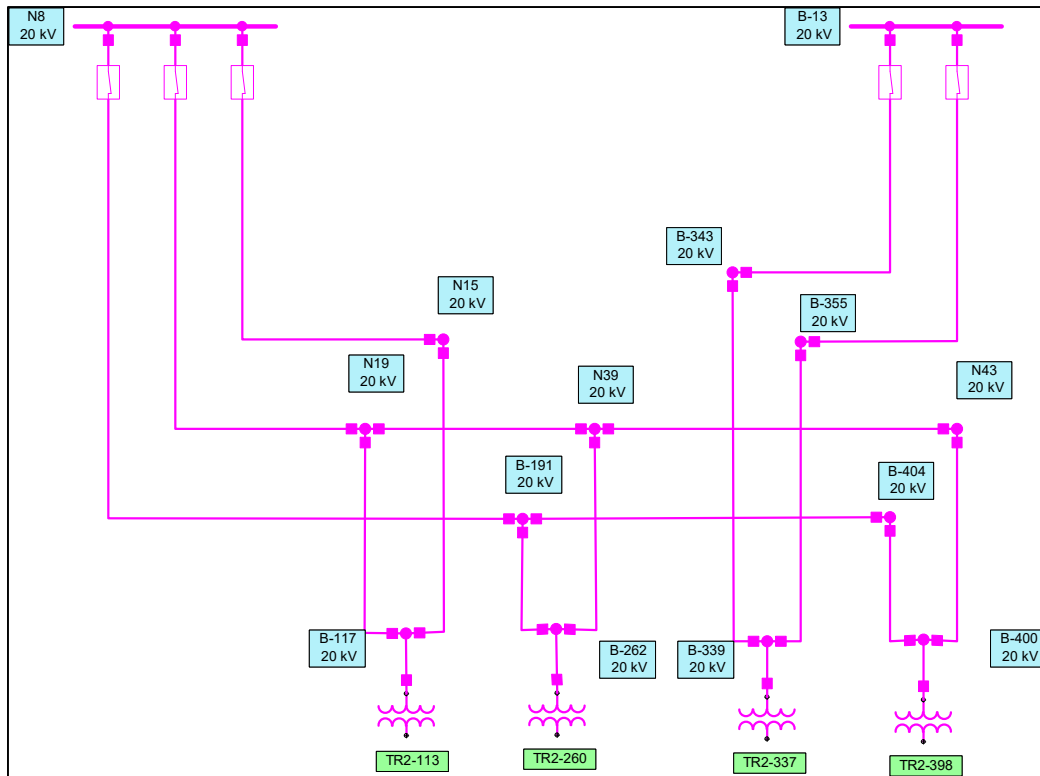 N8
20 kV
B-13
20 kV
B-343
20 kV
N15
20 kV
B-355
20 kV
N19
20 kV
N39
20 kV
N43
20 kV
B-191
20 kV
B-404
20 kV
B-117
20 kV
B-262
20 kV
B-339
20 kV
B-400
20 kV
TR2-113
TR2-260
TR2-337
TR2-398